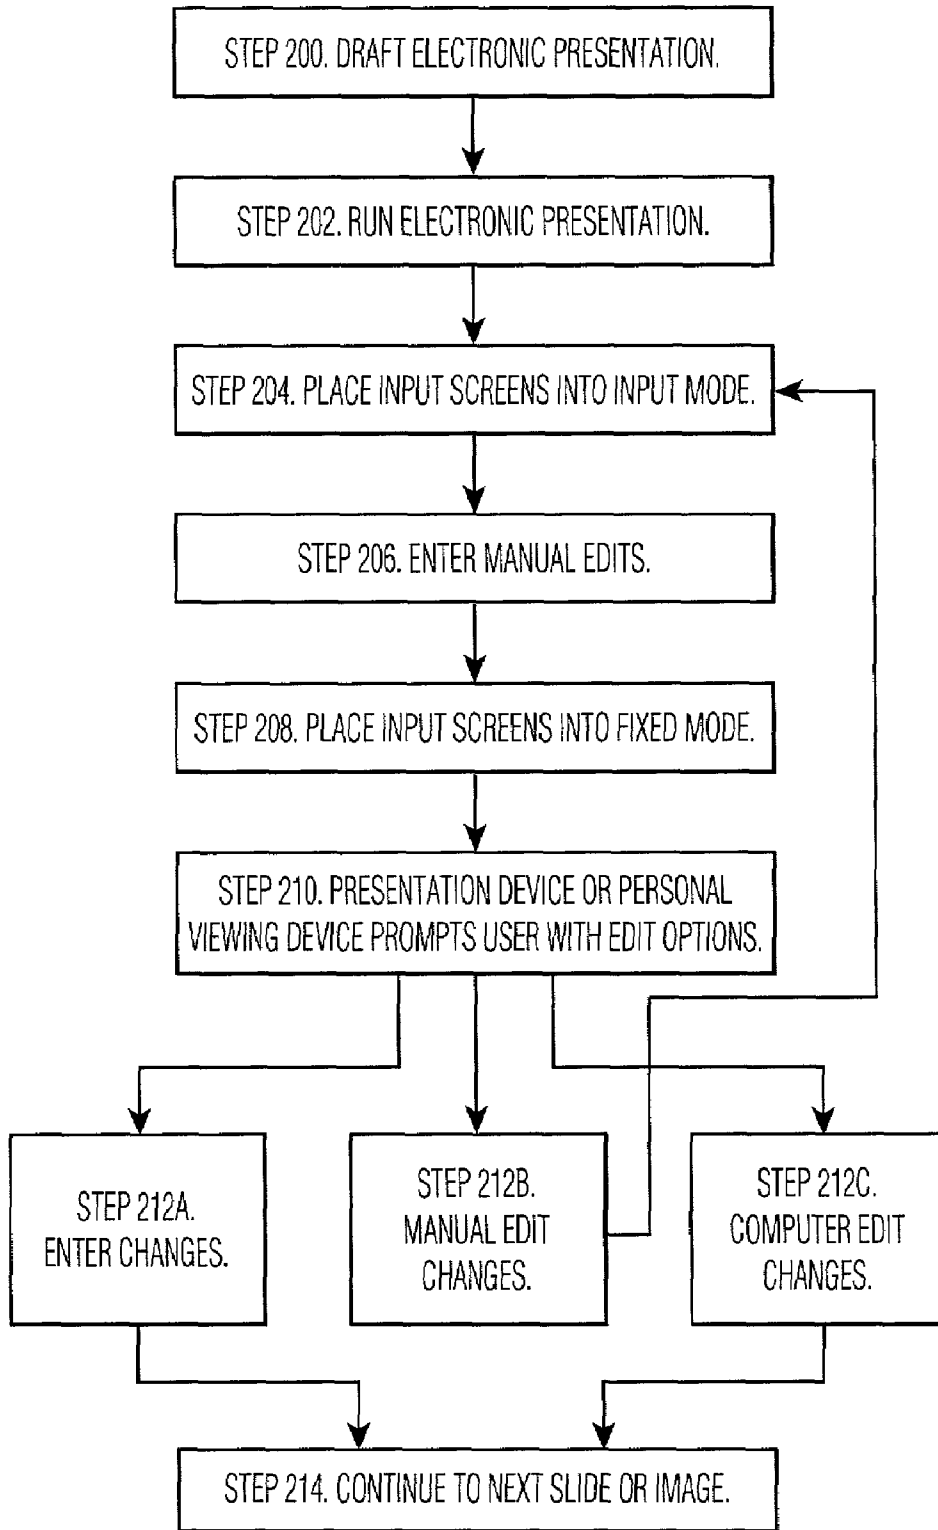 STEP 200. DRAFT ELECTRONIC PRESENTATION.
STEP 202. RUN ELECTRONIC PRESENTATION.
STEP 204. PLACE INPUT SCREENS INTO INPUT MODE.
STEP 206. ENTER MANUAL EDITS.
STEP 208. PLACE INPUT SCREENS INTO FIXED MODE.
STEP 210. PRESENTATION DEVICE OR PERSONAL
VIEWING DEVICE PROMPTS USER WITH EDIT OPTIONS.
STEP 212A.
ENTER CHANGES.
STEP 212B.
MANUAL EDIT
CHANGES.
STEP 212C.
COMPUTER EDIT
CHANGES.
STEP 214. CONTINUE TO NEXT SLIDE OR IMAGE.